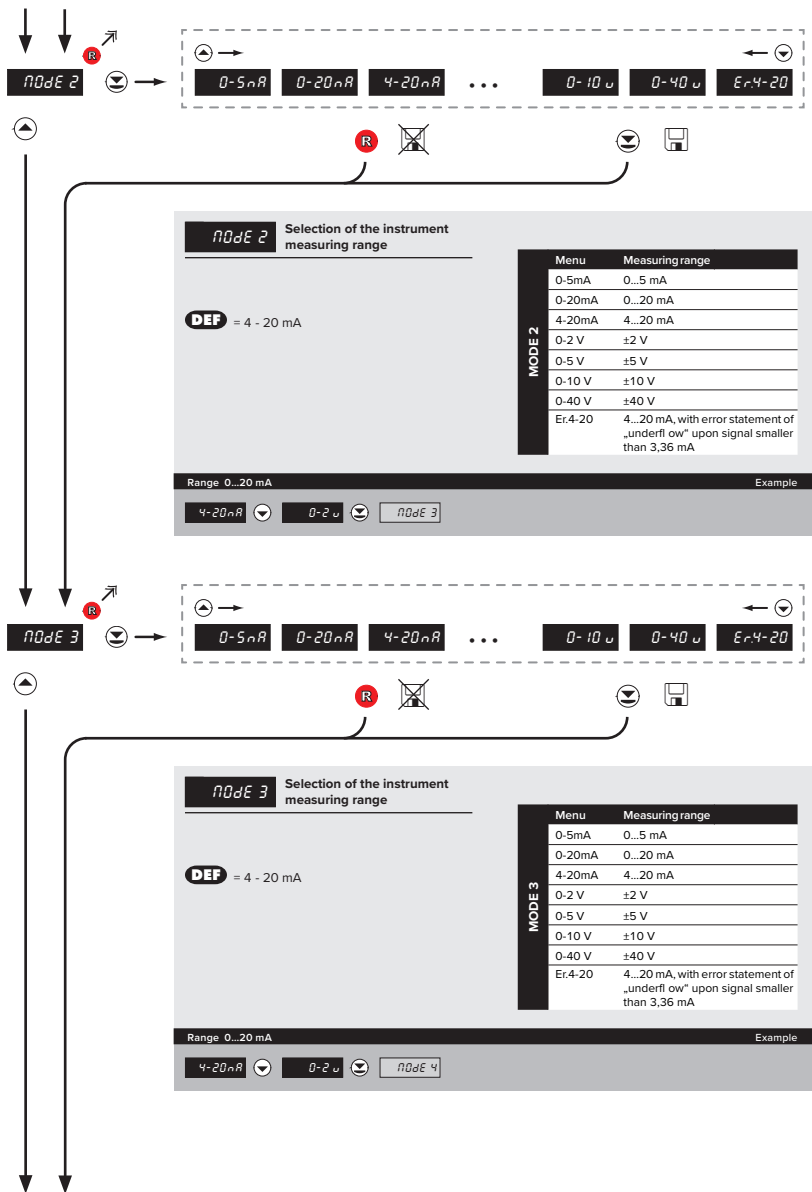 R
MODE 2
0-5mA 0-20mA 4-20mA ... 0-10 V 0-40 V Er.4-20
R
MODE 2 Selection of the instrument
measuring range
DEF = 4 - 20 mA
MODE 2
Menu Measuring range
0-5mA 0...5 mA
0-20mA 0...20 mA
4-20mA 4...20 mA
0-2 V ±2 V
0-5 V ±5 V
0-10 V ±10 V
0-40 V ±40 V
Er.4-20 4...20 mA, with error statement of
„underfl ow“ upon signal smaller
than 3,36 mA
Range 0...20 mA Example
4-20mA 0-2 V MODE 3
R
MODE 3
0-5mA 0-20mA 4-20mA ... 0-10 V 0-40 V Er.4-20
R
MODE 3 Selection of the instrument
measuring range
DEF = 4 - 20 mA
MODE 3
Menu Measuring range
0-5mA 0...5 mA
0-20mA 0...20 mA
4-20mA 4...20 mA
0-2 V ±2 V
0-5 V ±5 V
0-10 V ±10 V
0-40 V ±40 V
Er.4-20 4...20 mA, with error statement of
„underfl ow“ upon signal smaller
than 3,36 mA
Range 0...20 mA Example
4-20mA 0-2 V MODE 4